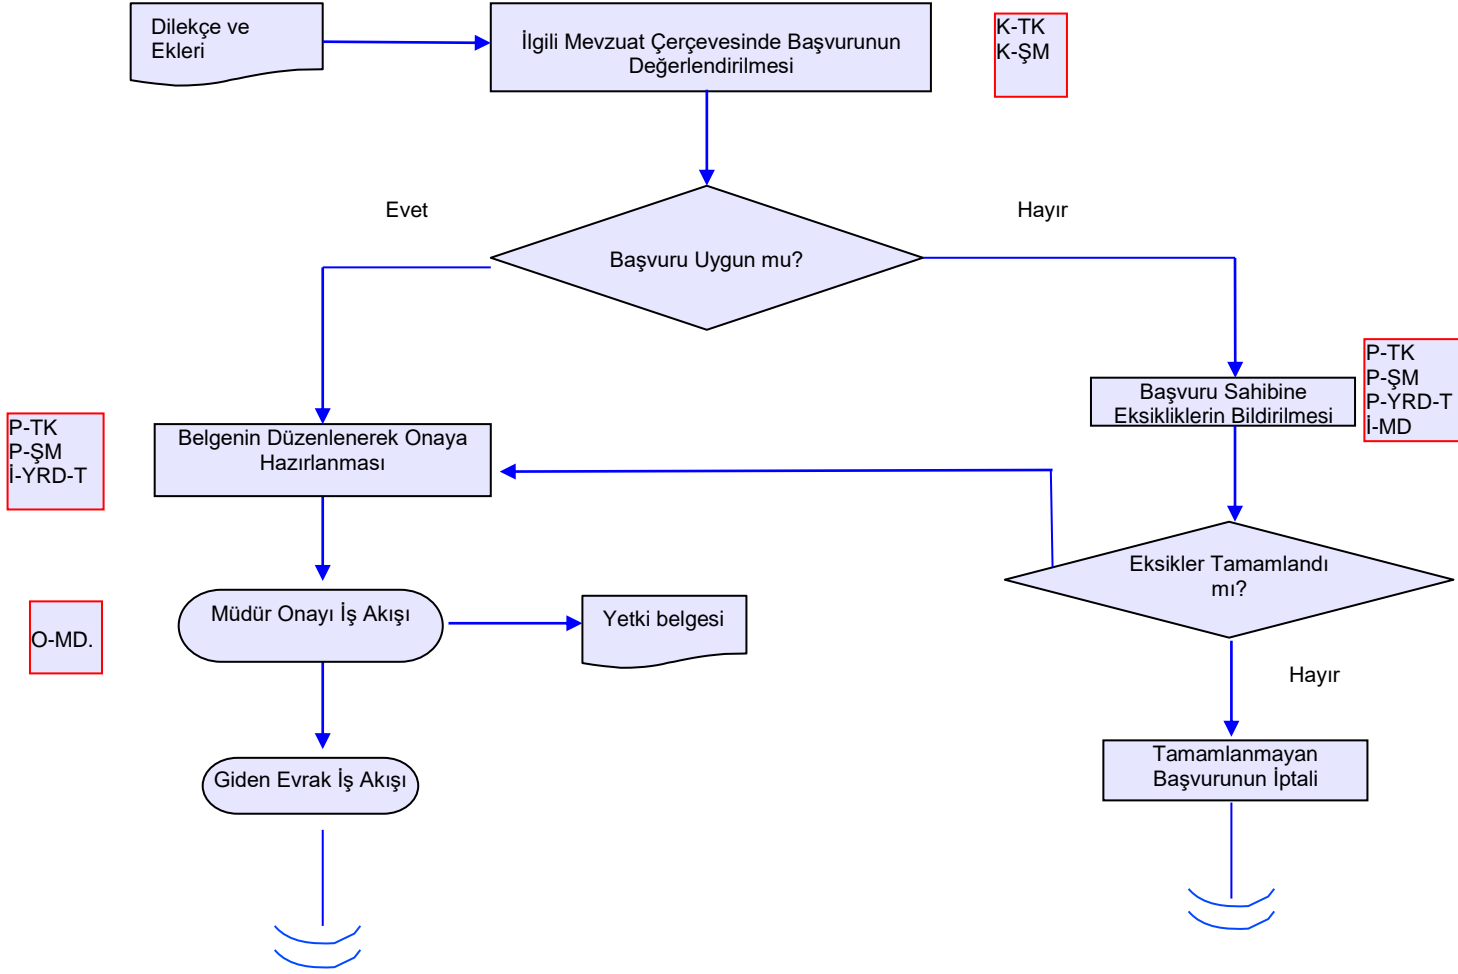 Dilekçe ve
Ekleri
İlgili Mevzuat Çerçevesinde Başvurunun
Değerlendirilmesi
K-TK
K-ŞM
Evet
Hayır
Başvuru Uygun mu?
P-TK
P-ŞM
P-YRD-T
İ-MD
Başvuru Sahibine
Eksikliklerin Bildirilmesi
P-TK
P-ŞM
İ-YRD-T
Belgenin Düzenlenerek Onaya
Hazırlanması
Eksikler Tamamlandı
mı?
Müdür Onayı İş Akışı
Yetki belgesi
O-MD.
Hayır
Tamamlanmayan
Başvurunun İptali
Giden Evrak İş Akışı